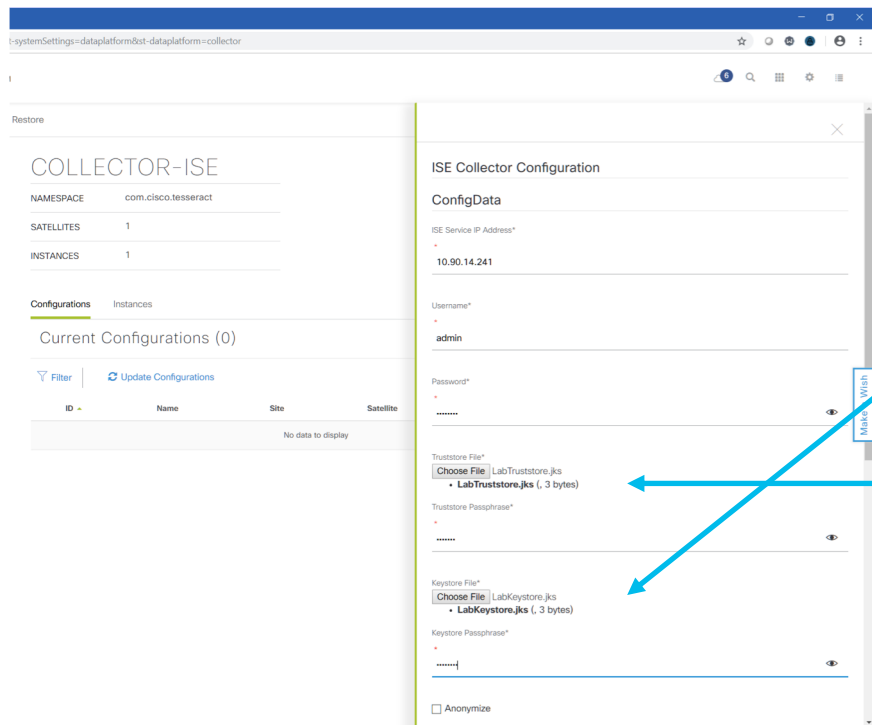 t-systemSettings=dataplatform&st-dataplatform=collector
6
Restore
COLLECTOR-ISE
NAMESPACE com.cisco.tesseract
SATELLITES 1
INSTANCES 1
Configurations Instances
Current Configurations (0)
Filter Update Configurations
ID Name Site Satellite
No data to display
ISE Collector Configuration
ConfigData
ISE Service IP Address*
*
10.90.14.241
Username*
*
admin
Password*
*
••••••••
Truststore File*
Choose File LabTruststore.jks
• LabTruststore.jks (, 3 bytes)
Truststore Passphrase*
*
•••••••
Keystore File*
Choose File LabKeystore.jks
• LabKeystore.jks (, 3 bytes)
Keystore Passphrase*
*
••••••••
Anonymize
Make Wish